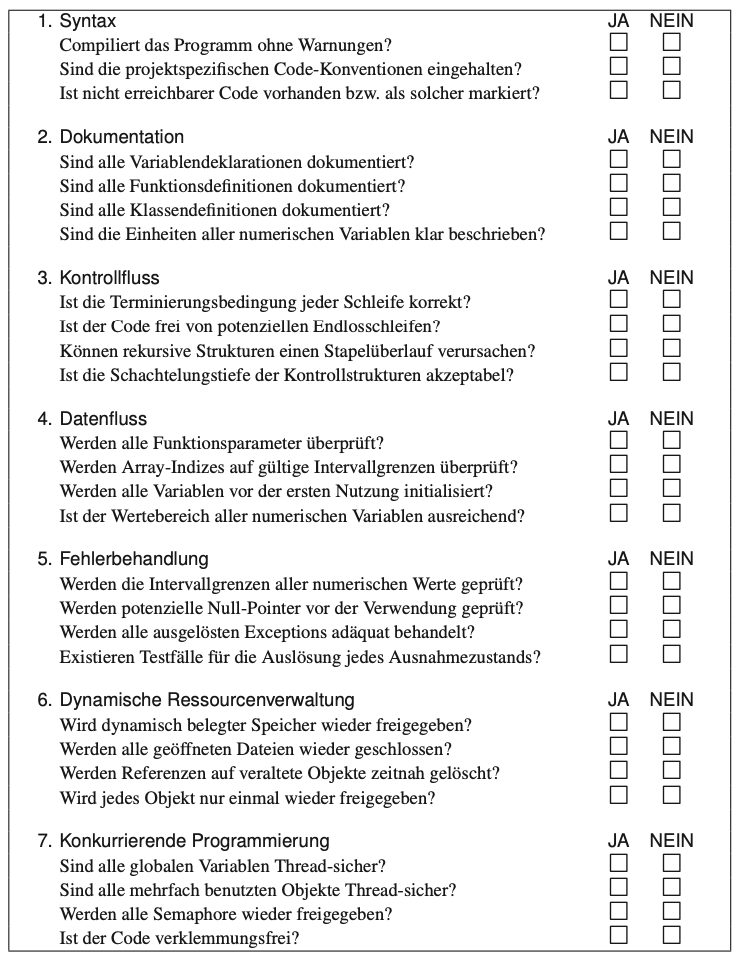 1. Syntax JA NEIN
Compiliert das Programm ohne Warnungen?
Sind die projektspezifischen Code-Konventionen eingehalten?
Ist nicht erreichbarer Code vorhanden bzw. als solcher markiert?
2. Dokumentation JA NEIN
Sind alle Variablendeklarationen dokumentiert?
Sind alle Funktionsdefinitionen dokumentiert?
Sind alle Klassendefinitionen dokumentiert?
Sind die Einheiten aller numerischen Variablen klar beschrieben?
3. Kontrollfluss JA NEIN
Ist die Terminierungsbedingung jeder Schleife korrekt?
Ist der Code frei von potenziellen Endlosschleifen?
Können rekursive Strukturen einen Stapelüberlauf verursachen?
Ist die Schachtelungstiefe der Kontrollstrukturen akzeptabel?
4. Datenfluss JA NEIN
Werden alle Funktionsparameter überprüft?
Werden Array-Indizes auf gültige Intervallgrenzen überprüft?
Werden alle Variablen vor der ersten Nutzung initialisiert?
Ist der Wertebereich aller numerischen Variablen ausreichend?
5. Fehlerbehandlung JA NEIN
Werden die Intervallgrenzen aller numerischen Werte geprüft?
Werden potenzielle Null-Pointer vor der Verwendung geprüft?
Werden alle ausgelösten Exceptions adäquat behandelt?
Existieren Testfälle für die Auslösung jedes Ausnahmezustands?
6. Dynamische Ressourcenverwaltung JA NEIN
Wird dynamisch belegter Speicher wieder freigegeben?
Werden alle geöffneten Dateien wieder geschlossen?
Werden Referenzen auf veraltete Objekte zeitnah gelöscht?
Wird jedes Objekt nur einmal wieder freigegeben?
7. Konkurrierende Programmierung JA NEIN
Sind alle globalen Variablen Thread-sicher?
Sind alle mehrfach benutzten Objekte Thread-sicher?
Werden alle Semaphore wieder freigegeben?
Ist der Code verklemmungsfrei?